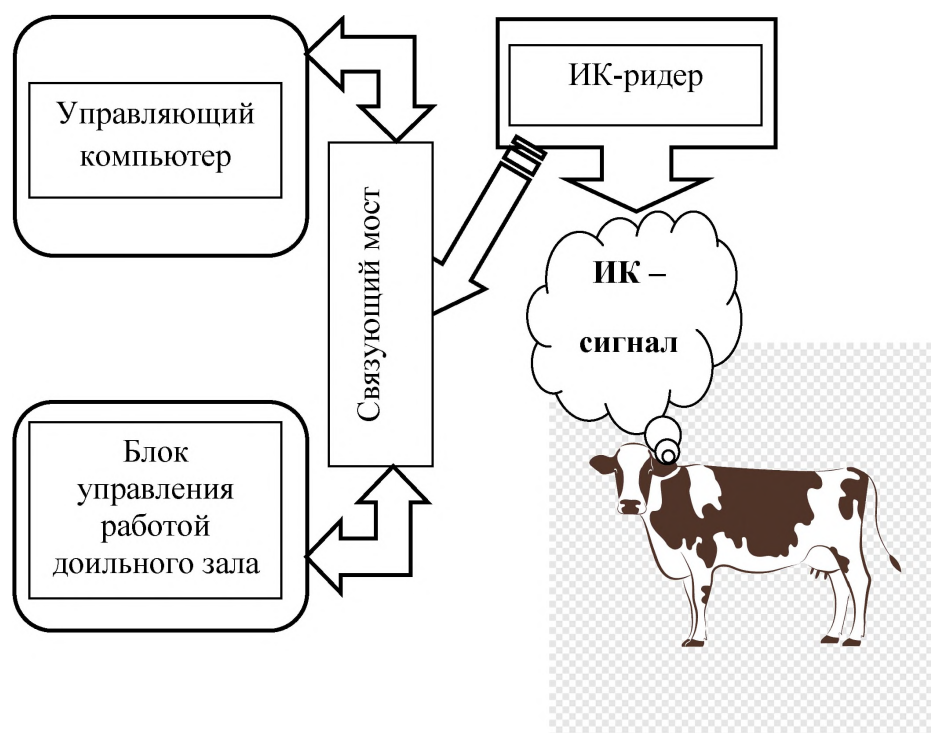 Управляющий
компьютер
ИК-ридер
Связующий мост
ИК –
сигнал
Блок
управления
работой
доильного зала